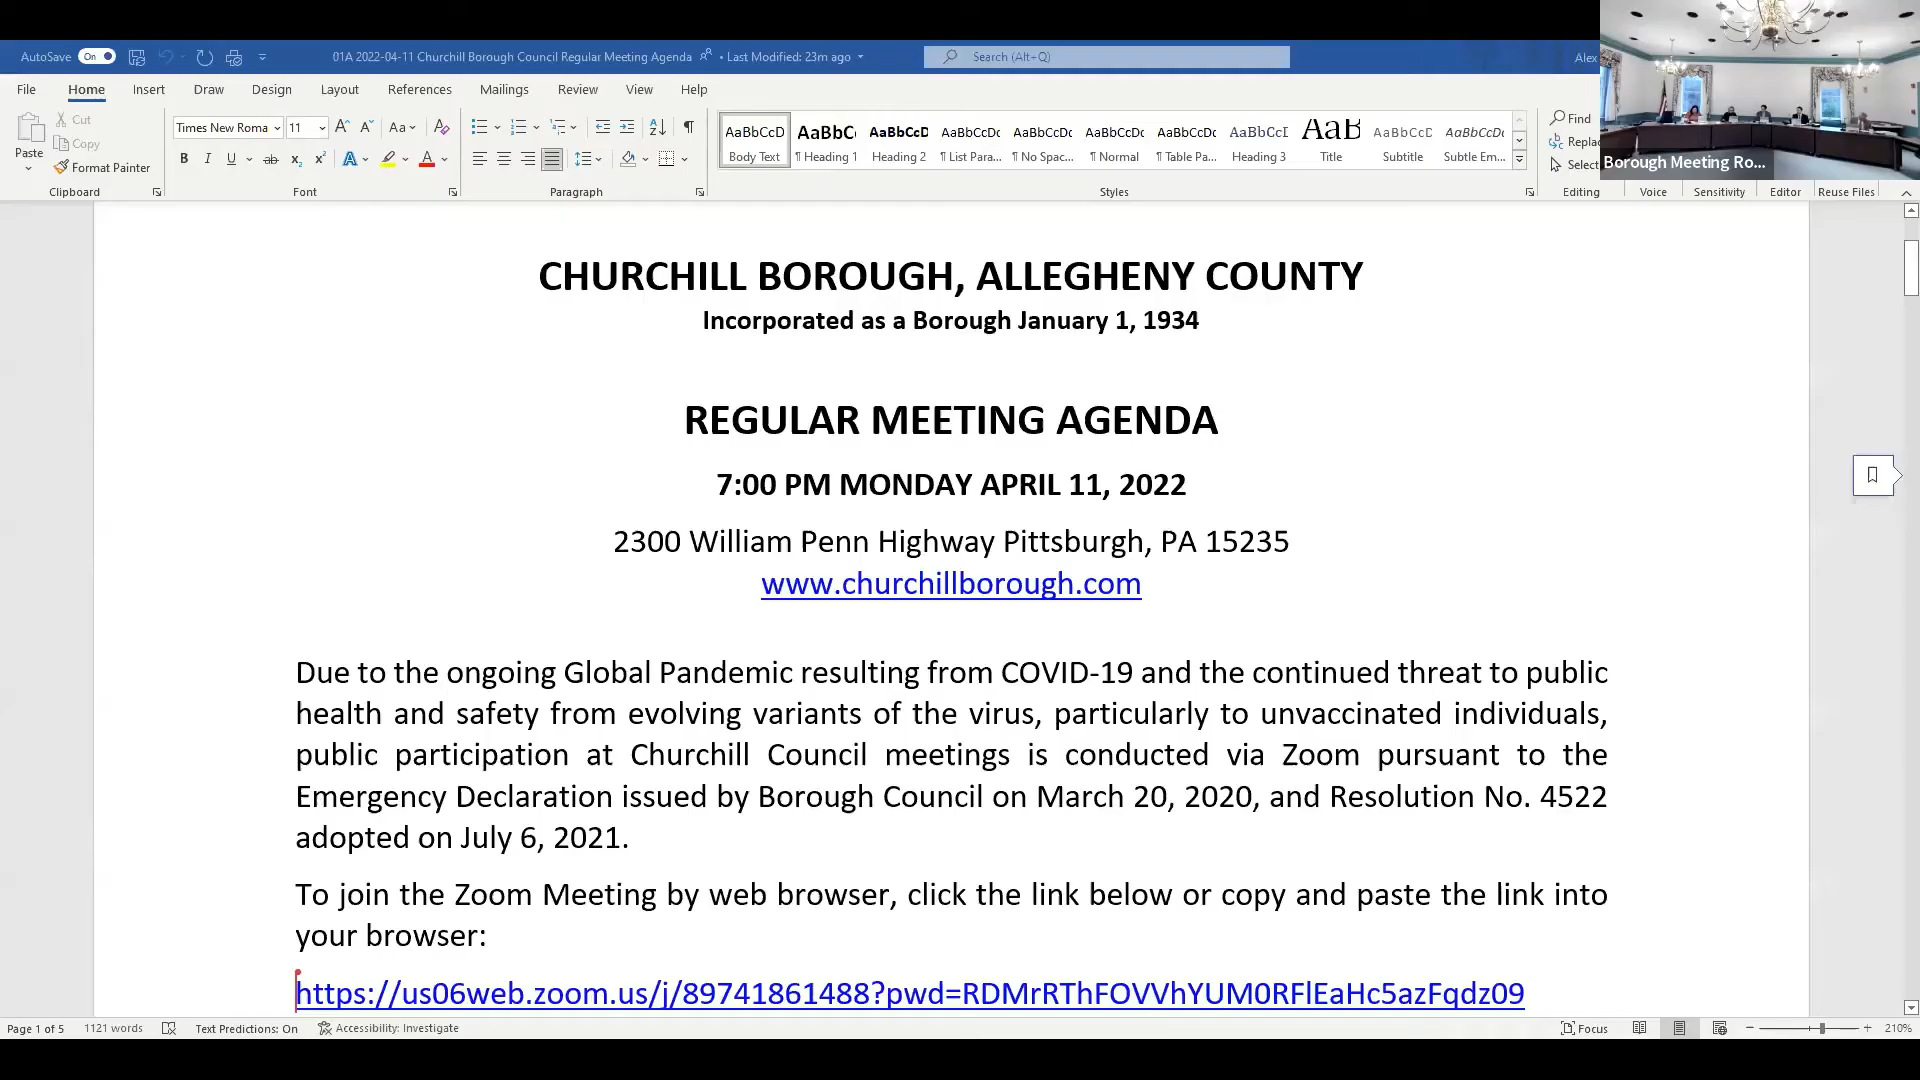 AutoSave On 01A 2022-04-11 Churchill Borough Council Regular Meeting Agenda • Last Modified: 23m ago Search (Alt+Q) Alex
File Home Insert Draw Design Layout References Mailings Review View Help
Paste
Cut
Copy
Format Painter
Clipboard
Times New Roma 11
Font
Paragraph
AaBbCcD AaBbC AaBbCcD AaBbCcDc AaBbCcDc AaBbCcDc AaBbCcDc AaBbCcI AaB AaBbCcD AaBbCcDc
Body Text ¶ Heading 1 Heading 2 ¶ List Para... ¶ No Spac... ¶ Normal ¶ Table Pa... Heading 3 Title Subtitle Subtle Em...
Styles
Find
Replac
Select
Editing Voice Sensitivity Editor Reuse Files
Borough Meeting Ro...
CHURCHILL BOROUGH, ALLEGHENY COUNTY
Incorporated as a Borough January 1, 1934
REGULAR MEETING AGENDA
7:00 PM MONDAY APRIL 11, 2022
2300 William Penn Highway Pittsburgh, PA 15235
www.churchillborough.com
Due to the ongoing Global Pandemic resulting from COVID-19 and the continued threat to public
health and safety from evolving variants of the virus, particularly to unvaccinated individuals,
public participation at Churchill Council meetings is conducted via Zoom pursuant to the
Emergency Declaration issued by Borough Council on March 20, 2020, and Resolution No. 4522
adopted on July 6, 2021.
To join the Zoom Meeting by web browser, click the link below or copy and paste the link into
your browser:
https://us06web.zoom.us/j/89741861488?pwd=RDMrRThFOVVhYUM0RFlEaHc5azFqdz09
Page 1 of 5 1121 words Text Predictions: On Accessibility: Investigate Focus 210%